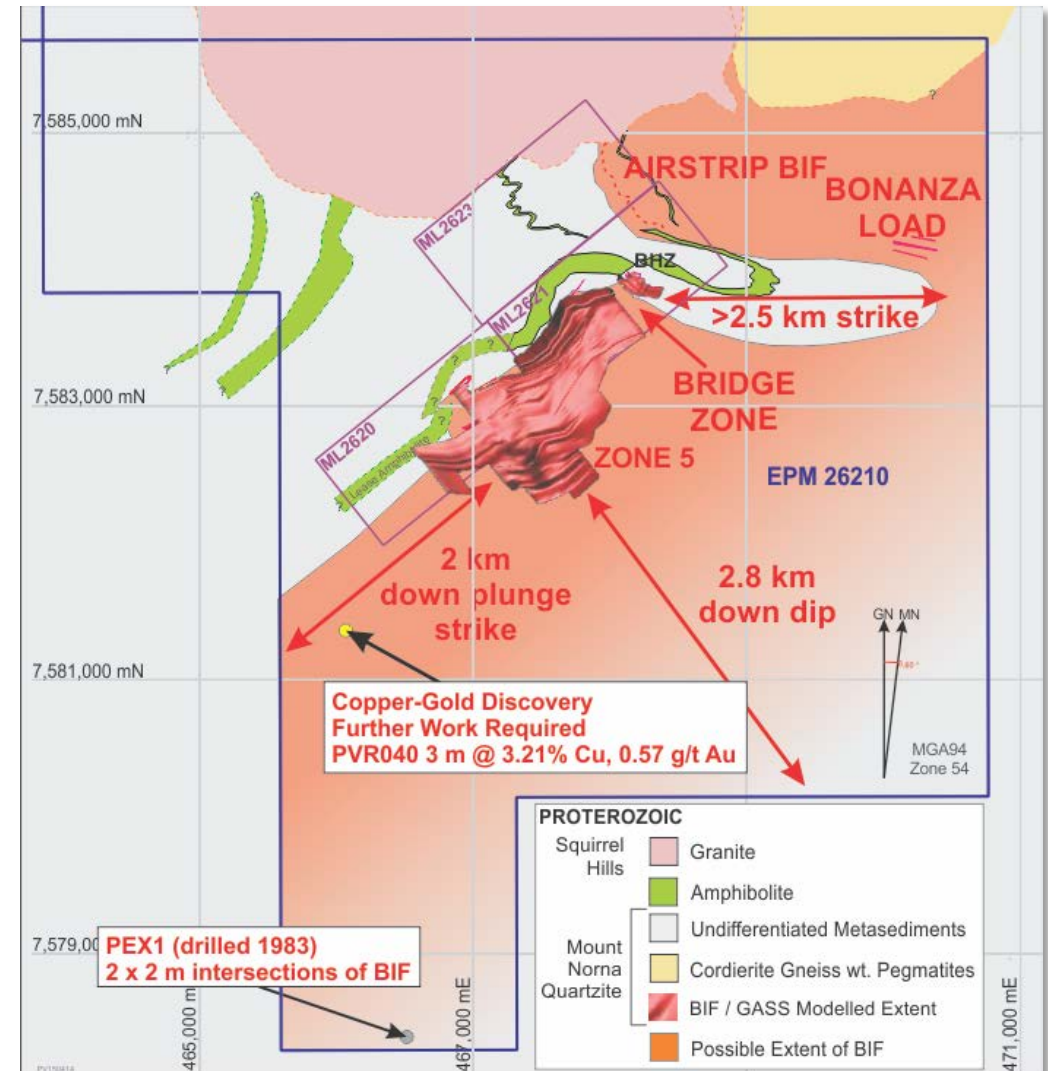 7,585,000 mN
?
AIRSTRIP BIF
BONANZA
LOAD
ML2623
BHZ
ML2621
>2.5 km strike
?
?
?
?
7,583,000 mN
BRIDGE
ZONE
?
?
ML2620
ZONE 5
Lease Amphibolite
EPM 26210
?
2 km
down plunge
strike
2.8 km
down dip
GN MN
7,581,000 mN
Copper-Gold Discovery
Further Work Required
PVR040 3 m @ 3.21% Cu, 0.57 g/t Au
MGA94
Zone 54
PROTEROZOIC
Squirrel
Hills
Granite
Amphibolite
Mount
Norna
Quartzite
Undifferentiated Metasediments
Cordierite Gneiss wt. Pegmatites
BIF / GASS Modelled Extent
Possible Extent of BIF
7,579,00
PEX1 (drilled 1983)
2 x 2 m intersections of BIF
465,000 m
467,000 mE
471,000 mE